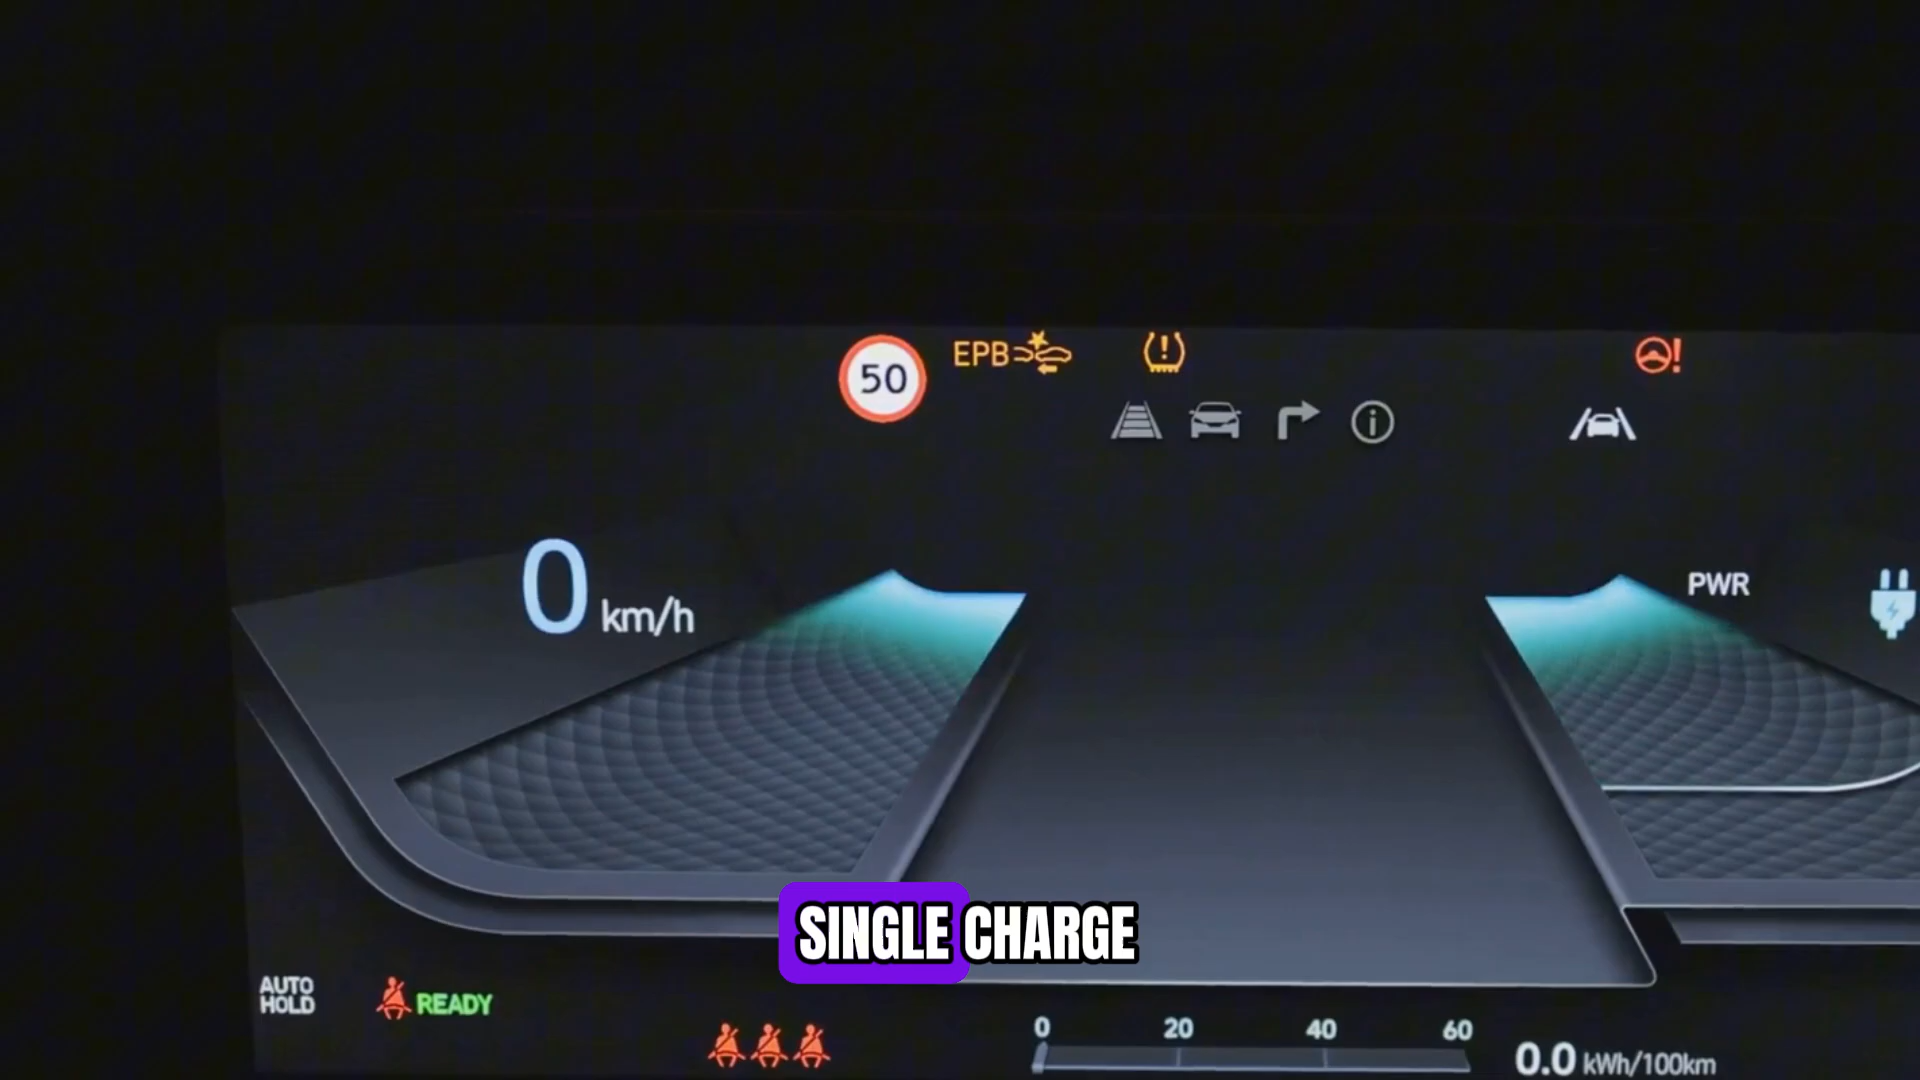 50
EPB
0 km/h
PWR
SINGLE CHARGE
AUTO
HOLD
READY
0 20 40 60
0.0 kWh/100km